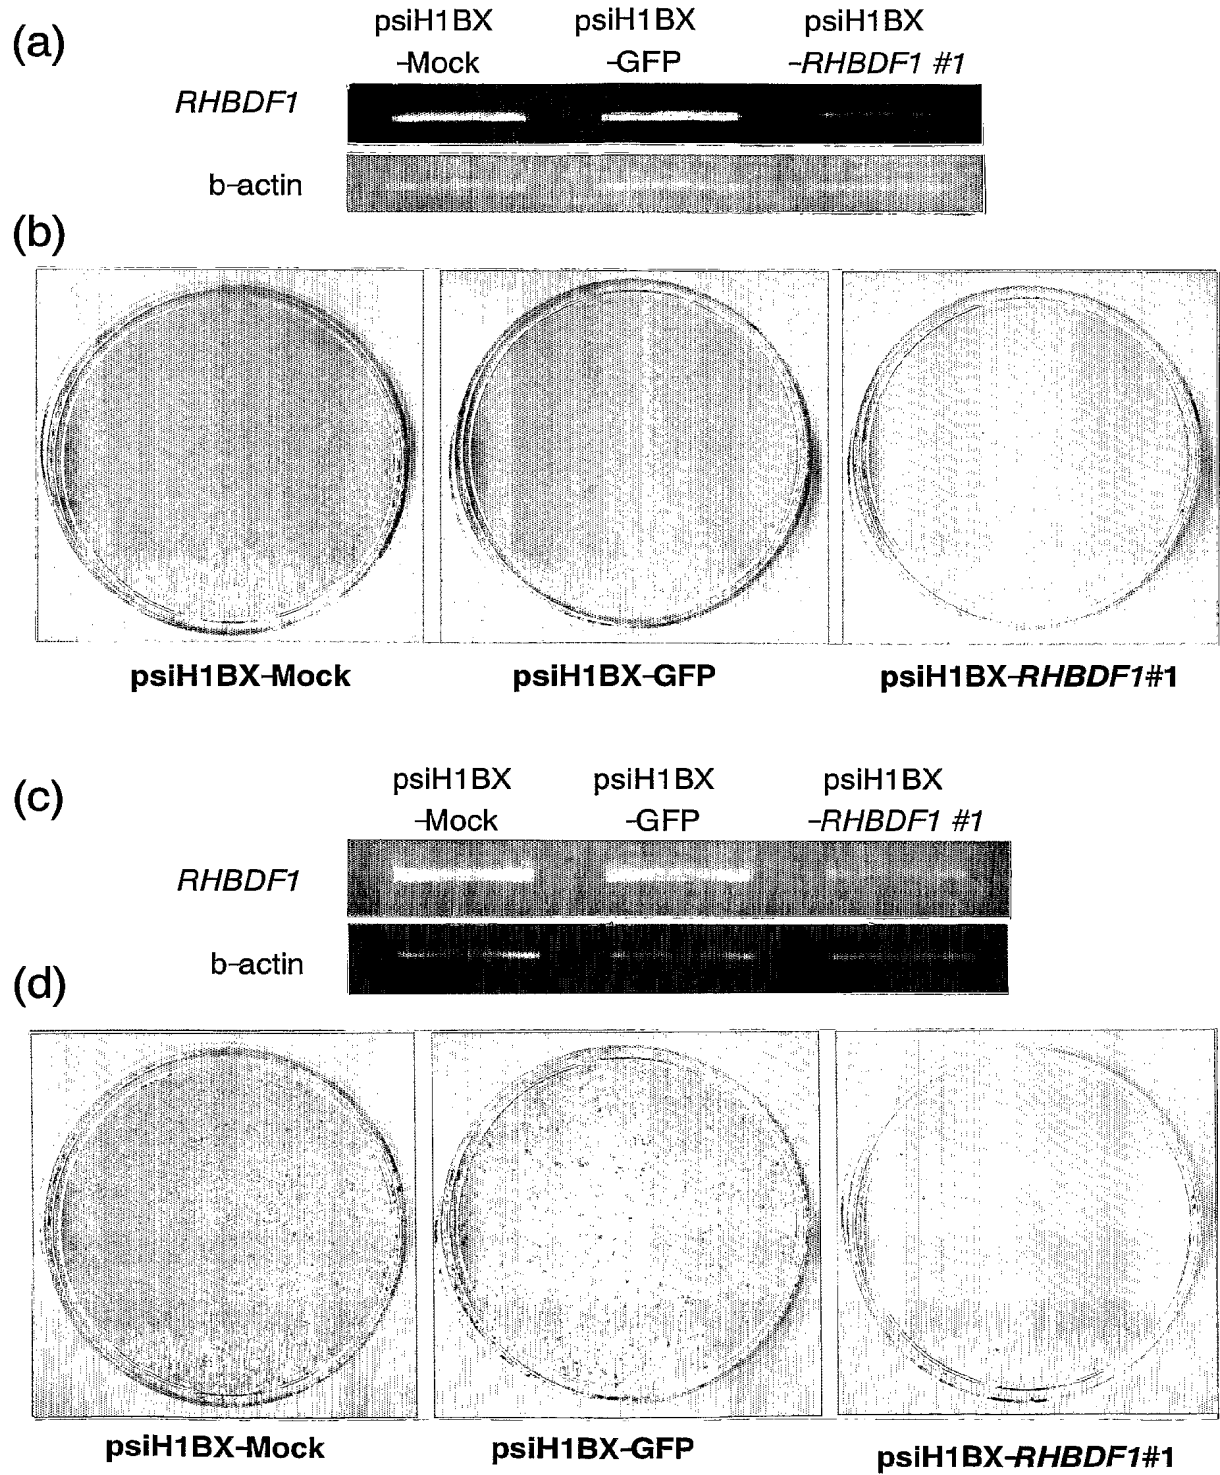 (a)
psiH1BX psiH1BX psiH1BX
-Mock -GFP -RHBDF1 #1
RHBDF1
b-actin
(b)
psiH1BX-Mock psiH1BX-GFP psiH1BX-RHBDF1#1
(c)
psiH1BX psiH1BX psiH1BX
-Mock -GFP -RHBDF1 #1
RHBDF1
b-actin
(d)
psiH1BX-Mock psiH1BX-GFP psiH1BX-RHBDF1#1